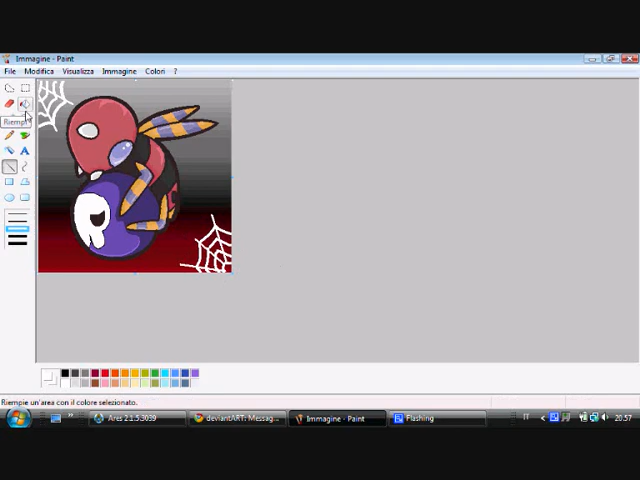 Immagine - Paint
File Modifica Visualizza Immagine Colori ?
Riempi
A
Riempie un'area con il colore selezionato.
Ares 2.1.5.3039 deviantART: Messag... Immagine - Paint Flashing IT 20.57